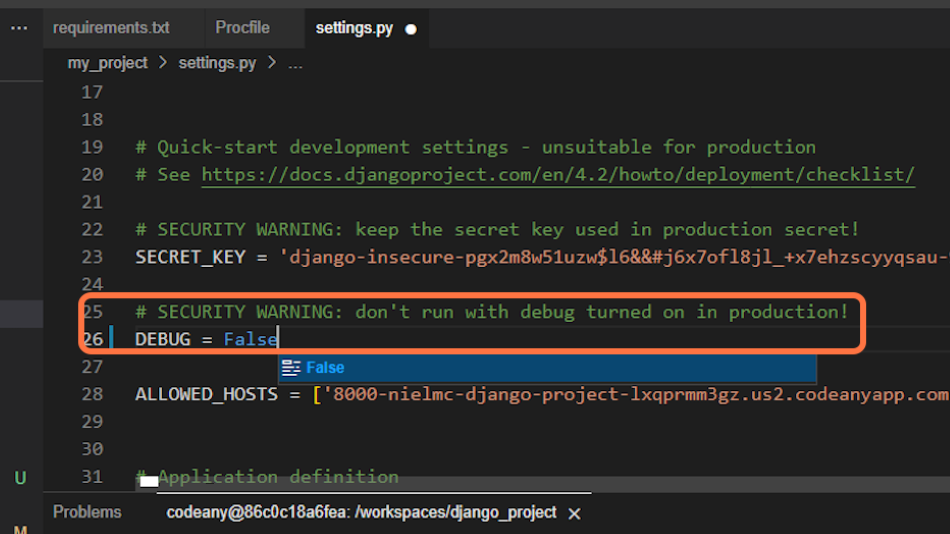 ... requirements.txt Procfile settings.py ●
my_project > settings.py > ...
17
18
19 # Quick-start development settings - unsuitable for production
20 # See https://docs.djangoproject.com/en/4.2/howto/deployment/checklist/
21
22 # SECURITY WARNING: keep the secret key used in production secret!
23 SECRET_KEY = 'django-insecure-pgx2m8w51uzw$l6&&#j6x7ofl8jl_+x7ehzscyyqsau-
24
25 # SECURITY WARNING: don't run with debug turned on in production!
26 DEBUG = False
False
27
28 ALLOWED_HOSTS = ['8000-nielmc-django-project-lxqprmm3gz.us2.codeanyapp.com
29
30
31 # Application definition
U
M
Problems codeany@86c0c18a6fea: /workspaces/django_project ×